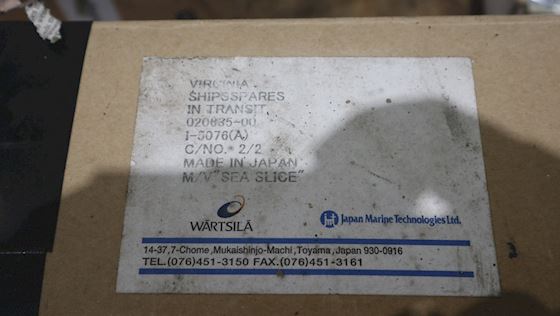 VIRGINIA
SHIPSSPARES
IN TRANSIT
020835-00
I-5076(A)
C/NO. 2/2
MADE IN JAPAN
M/V"SEA SLICE"
WÄRTSILÄ
Japan Marine Technologies Ltd.
14-37,7-Chome,Mukaishinjo-Machi,Toyama,Japan 930-0916
TEL.(076)451-3150 FAX.(076)451-3161